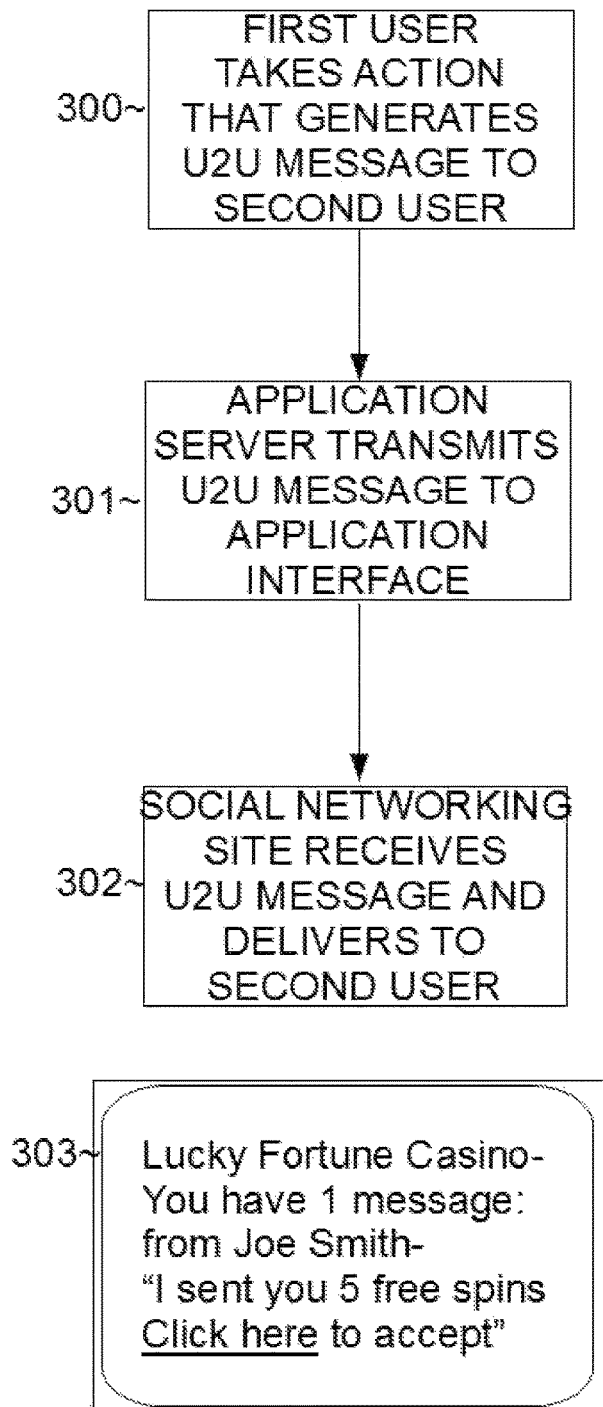 FIRST USER
TAKES ACTION
300~ THAT GENERATES
U2U MESSAGE TO
SECOND USER
APPLICATION
SERVER TRANSMITS
301~ U2U MESSAGE TO
APPLICATION
INTERFACE
SOCIAL NETWORKING
SITE RECEIVES
302~ U2U MESSAGE AND
DELIVERS TO
SECOND USER
303~ Lucky Fortune Casino-
You have 1 message:
from Joe Smith-
“I sent you 5 free spins
Click here to accept”